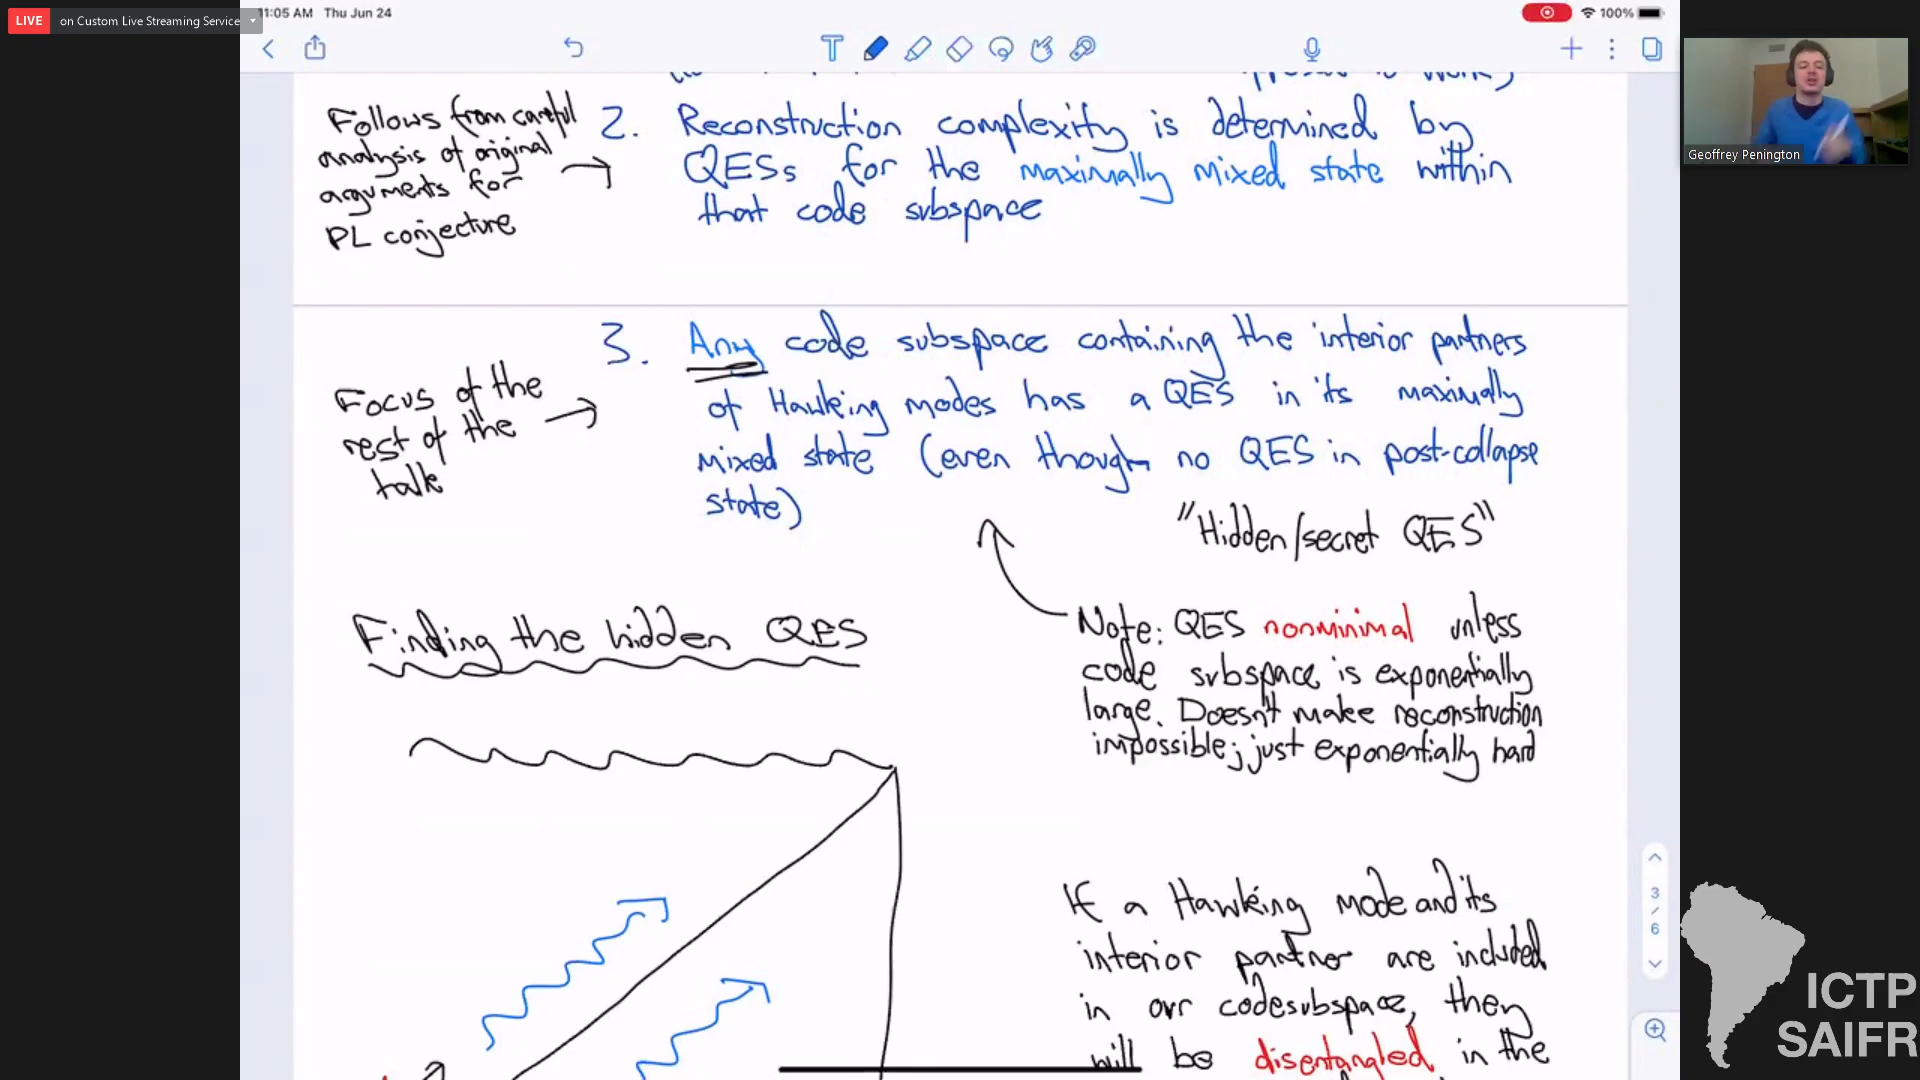 LIVE on Custom Live Streaming Service
11:05 AM Thu Jun 24
100%
Geoffrey Penington
Follows from careful
analysis of original
arguments for
PL conjecture
2. Reconstruction complexity is determined by
QESs for the maximally mixed state within
that code subspace
Focus of the
rest of the
talk
3. Any code subspace containing the interior partners
of Hawking modes has a QES in its maximally
mixed state (even though no QES in post-collapse
state)
"Hidden/secret QES"
Note: QES nonminimal unless
code subspace is exponentially
large. Doesn't make reconstruction
impossible; just exponentially hard
Finding the hidden QES
If a Hawking mode and its
interior partner are included
in our codesubspace, they
will be disentangled in the
3
/
6
ICTP
SAIFR